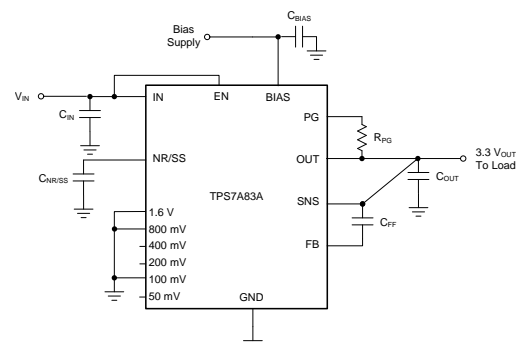 Bias
Supply
CBIAS
VIN
CIN
IN
EN
BIAS
PG
RPG
OUT
3.3 VOUT
To Load
COUT
NR/SS
CNR/SS
TPS7A83A
SNS
CFF
FB
1.6 V
800 mV
400 mV
200 mV
100 mV
50 mV
GND